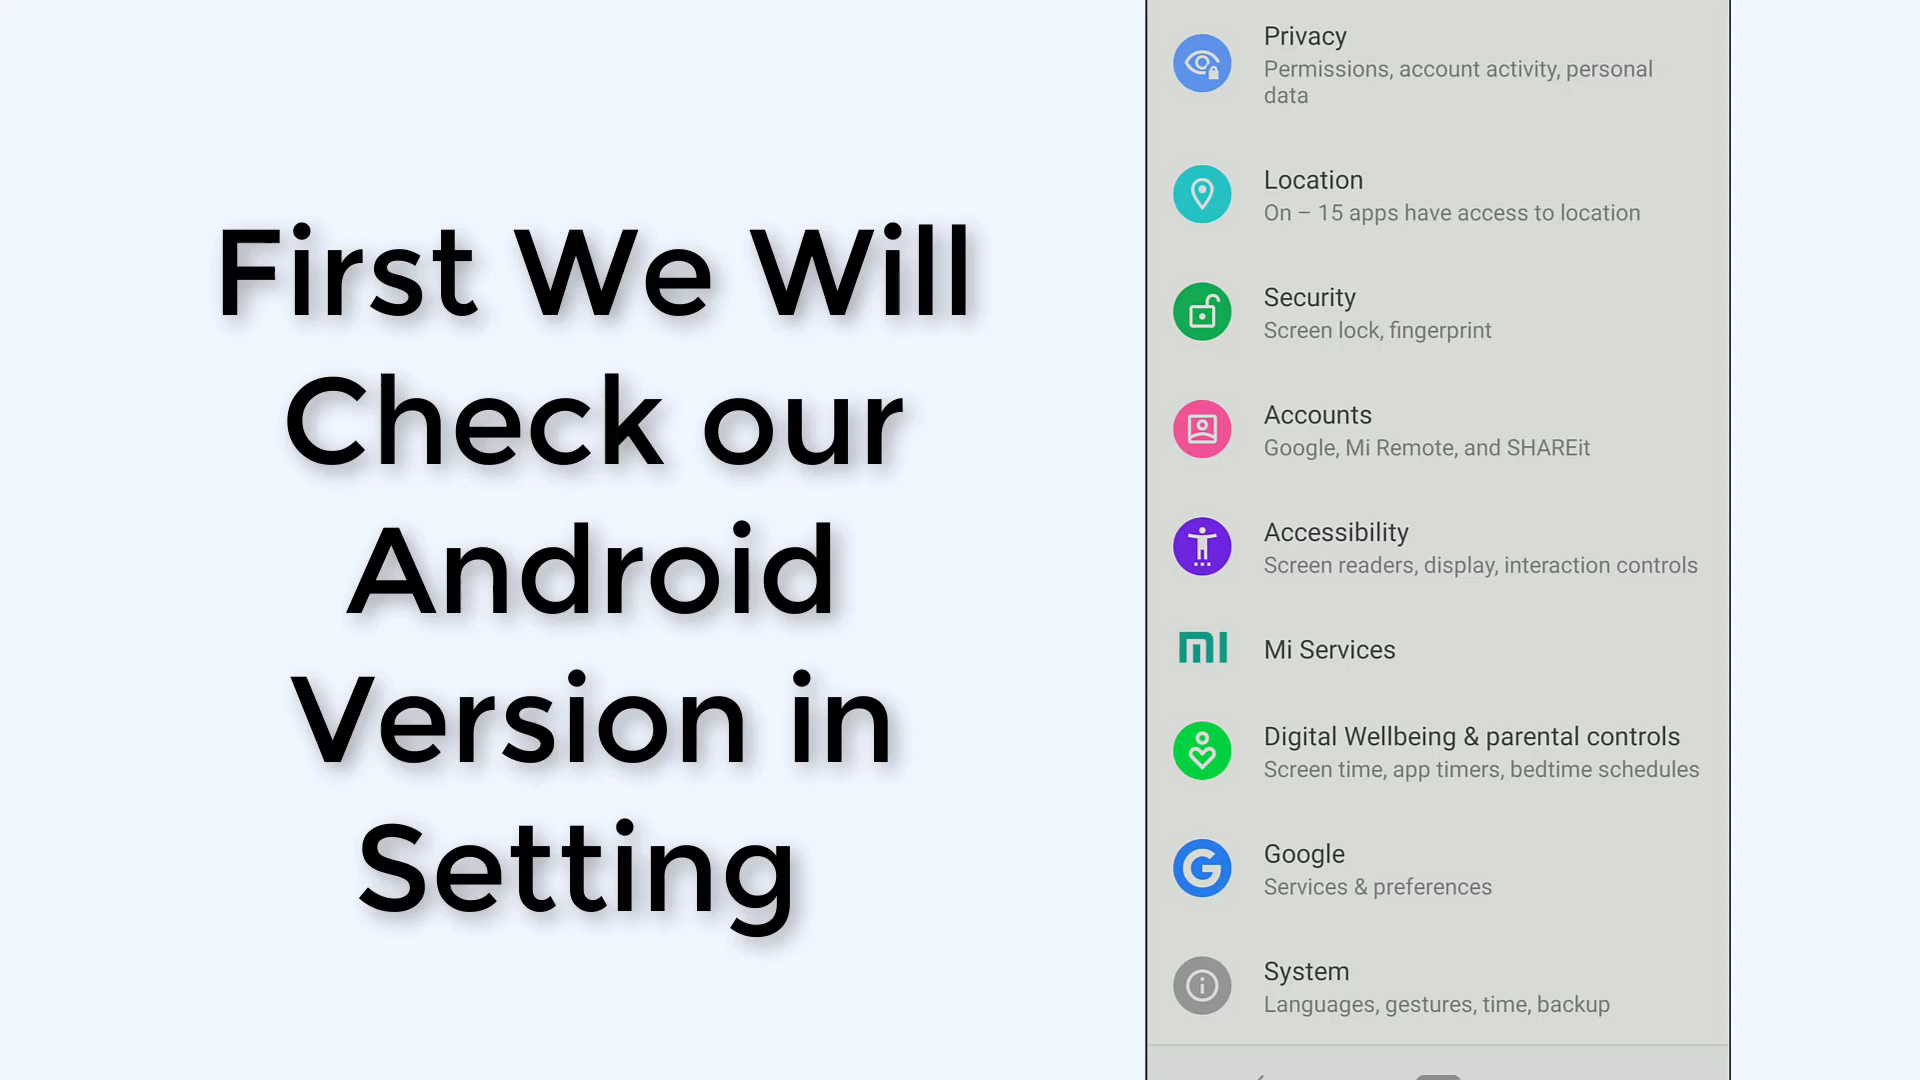 First We Will
Check our
Android
Version in
Setting
Privacy
Permissions, account activity, personal
data
Location
On – 15 apps have access to location
Security
Screen lock, fingerprint
Accounts
Google, Mi Remote, and SHAREit
Accessibility
Screen readers, display, interaction controls
MI
Mi Services
Digital Wellbeing & parental controls
Screen time, app timers, bedtime schedules
G
Google
Services & preferences
System
Languages, gestures, time, backup